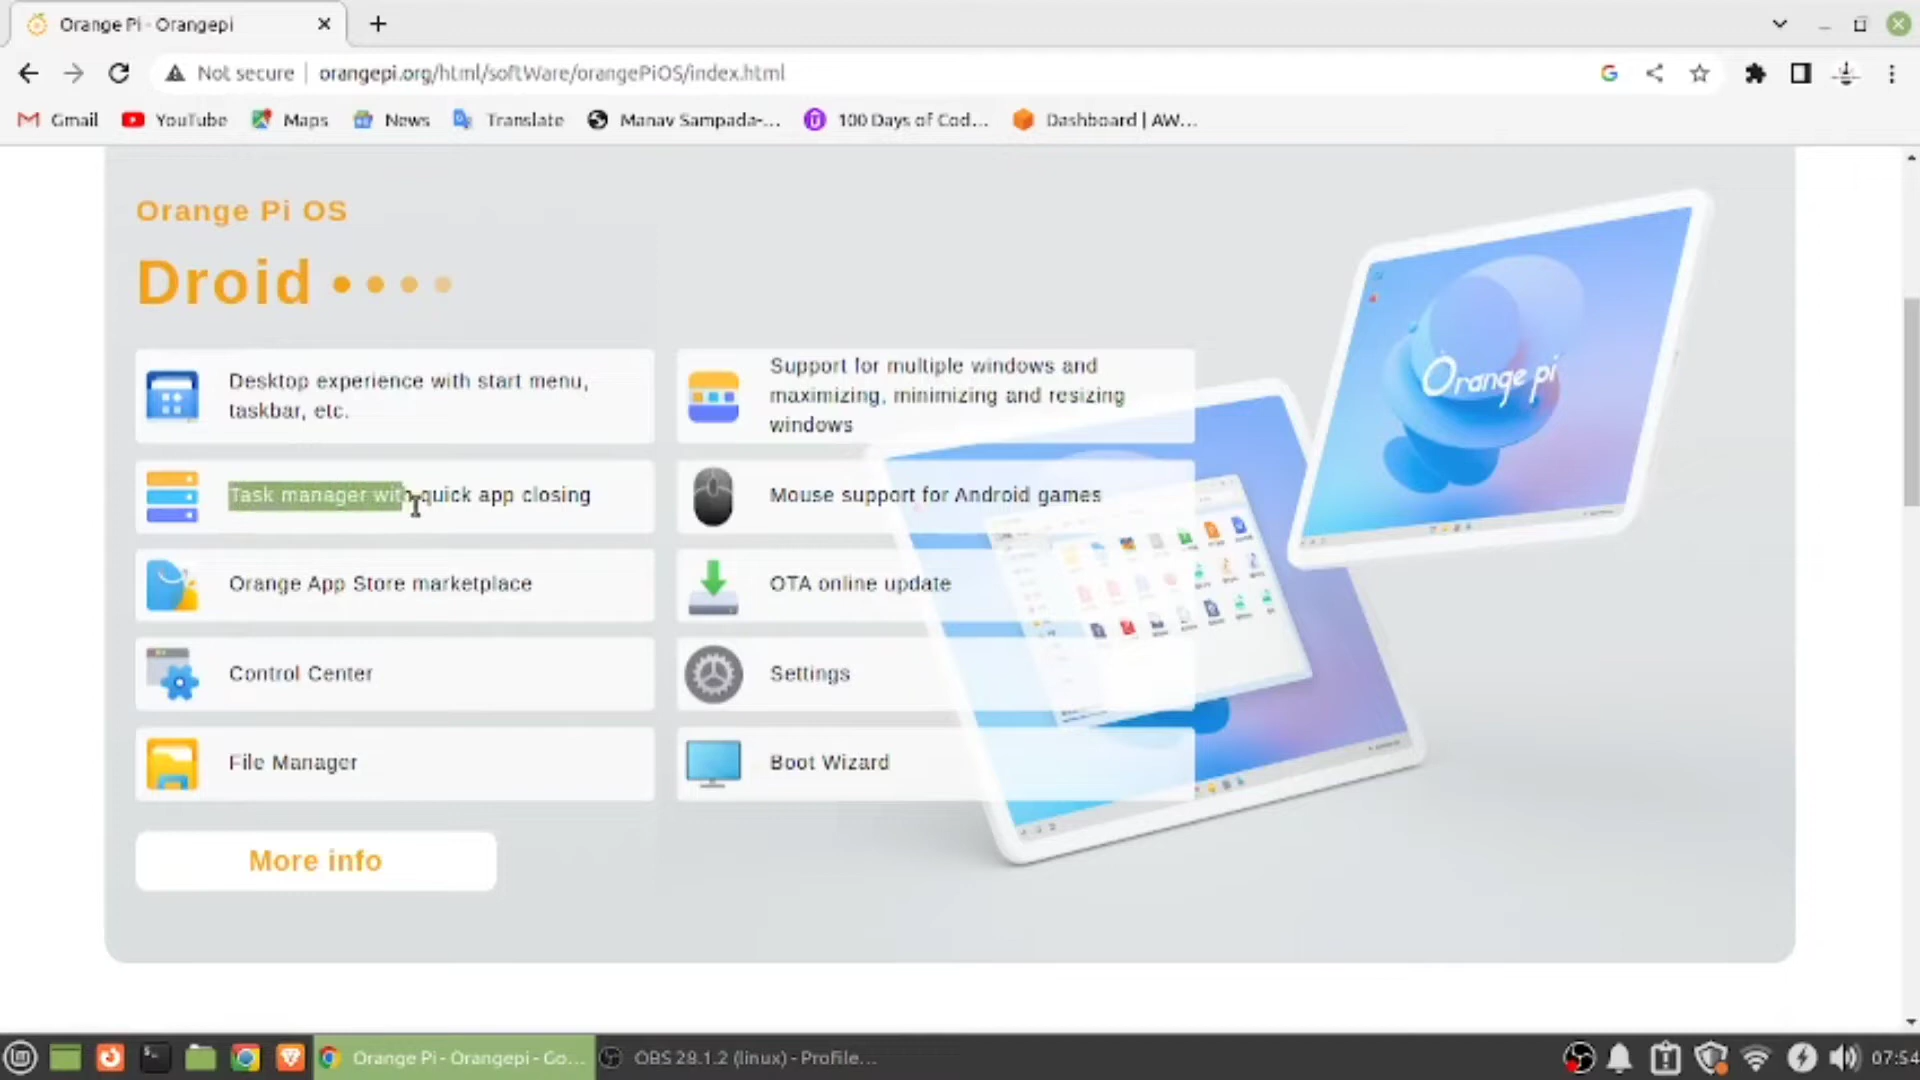 Orange Pi - Orangepi
Not secure
orangepi.org/html/softWare/orangePiOS/index.html
Gmail
YouTube
Maps
News
Translate
Manav Sampada-...
100 Days of Cod...
Dashboard | AW...
Orange Pi OS
Droid
Desktop experience with start menu,
taskbar, etc.
Support for multiple windows and
maximizing, minimizing and resizing
windows
Task manager with quick app closing
Mouse support for Android games
Orange App Store marketplace
OTA online update
Control Center
Settings
File Manager
Boot Wizard
More info
Orange pi
Orange Pi - Orangepi - Go...
OBS 28.1.2 (linux) - Profile...
07:54